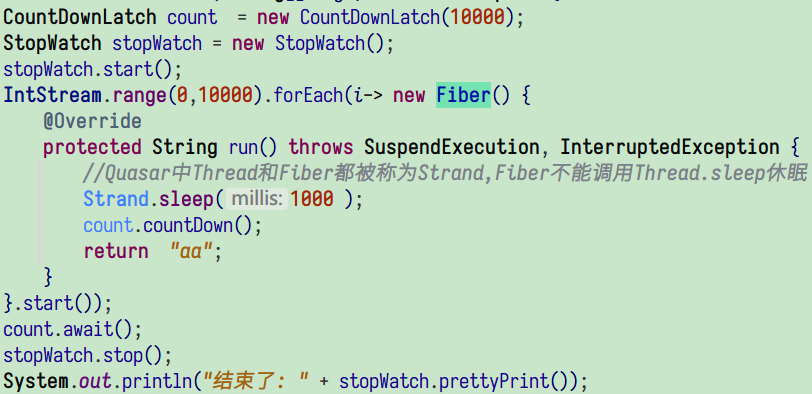 CountDownLatch count  = new CountDownLatch(10000);
StopWatch stopWatch = new StopWatch();
stopWatch.start();
IntStream.range(0,10000).forEach(i-> new Fiber() {
    @Override
    protected String run() throws SuspendExecution, InterruptedException {
        //Quasar中Thread和Fiber都被称为Strand,Fiber不能调用Thread.sleep休眠
        Strand.sleep( millis: 1000 );
        count.countDown();
        return  "aa";
    }
}.start());
count.await();
stopWatch.stop();
System.out.println("结束了: " + stopWatch.prettyPrint());